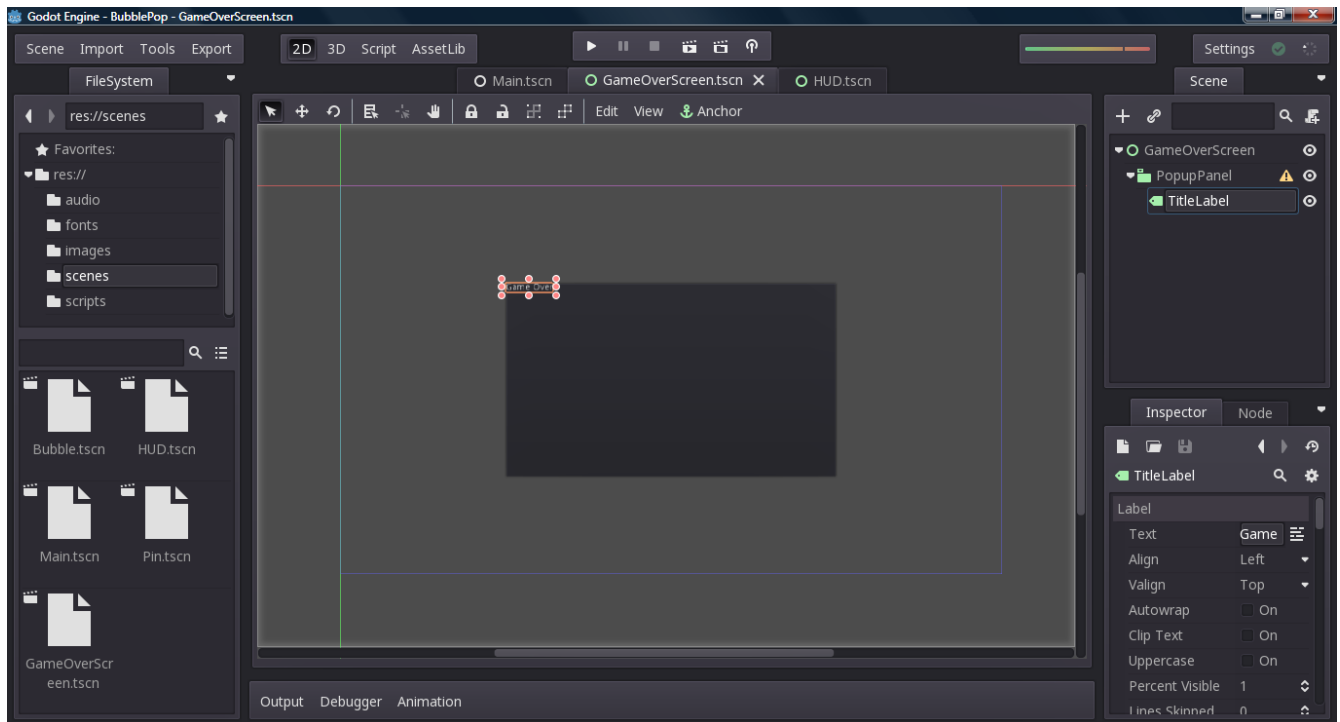 Godot Engine - BubblePop - GameOverScreen.tscn
Scene Import Tools Export
2D 3D Script AssetLib
Settings
FileSystem
Main.tscn
GameOverScreen.tscn
HUD.tscn
Scene
res://scenes
Edit View Anchor
Favorites:
res://
audio
fonts
images
scenes
scripts
Bubble.tscn
HUD.tscn
Main.tscn
Pin.tscn
GameOverScr
een.tscn
Game Over
Output Debugger Animation
GameOverScreen
PopupPanel
TitleLabel
Inspector Node
TitleLabel
Label
Text Game
Align Left
Valign Top
Autowrap On
Clip Text On
Uppercase On
Percent Visible 1
Lines Skipped 0